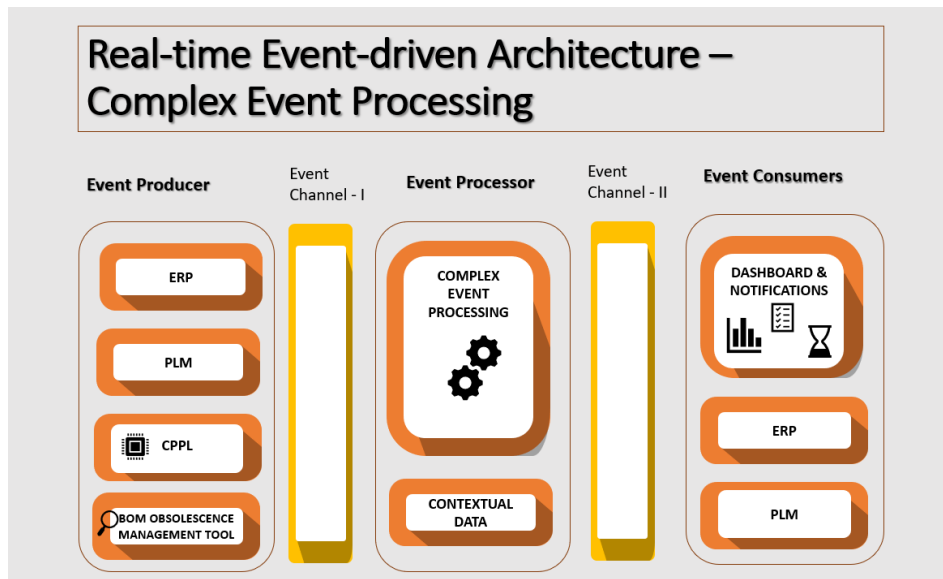 Real-time Event-driven Architecture –
Complex Event Processing
Event Producer
ERP
PLM
CPPL
BOM OBSOLESCENCE
MANAGEMENT TOOL
Event
Channel - I
Event Processor
COMPLEX
EVENT
PROCESSING
CONTEXTUAL
DATA
Event
Channel - II
Event Consumers
DASHBOARD &
NOTIFICATIONS
ERP
PLM